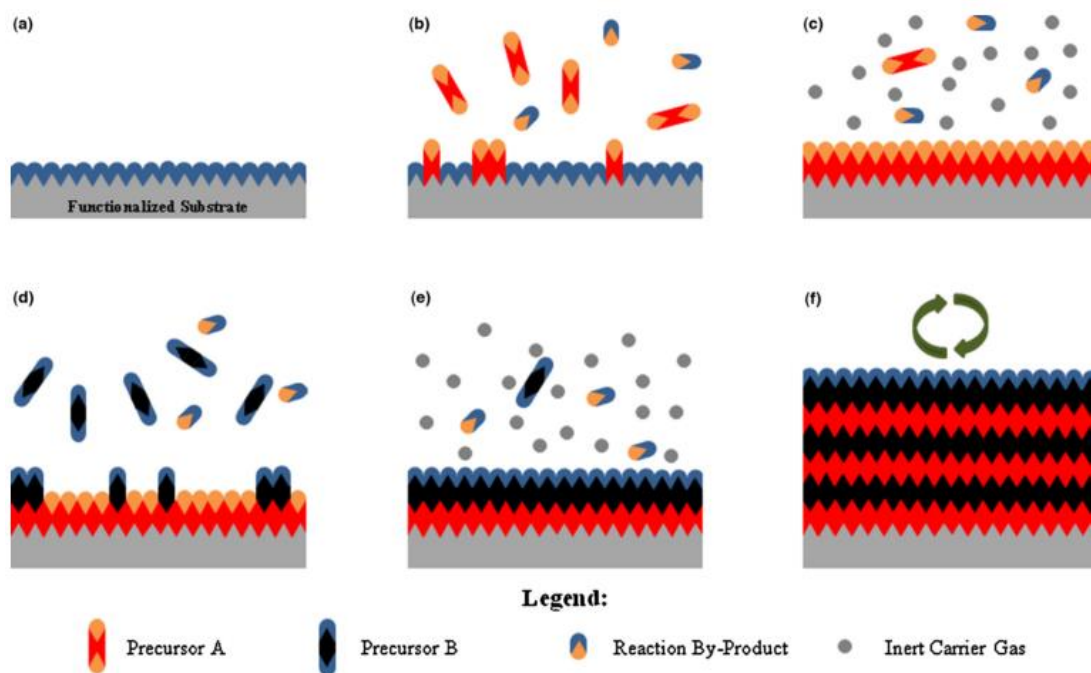 (a)
(b)
(c)
Functionalized Substrate
(d)
(e)
(f)
Legend:
Precursor A
Precursor B
Reaction By-Product
Inert Carrier Gas